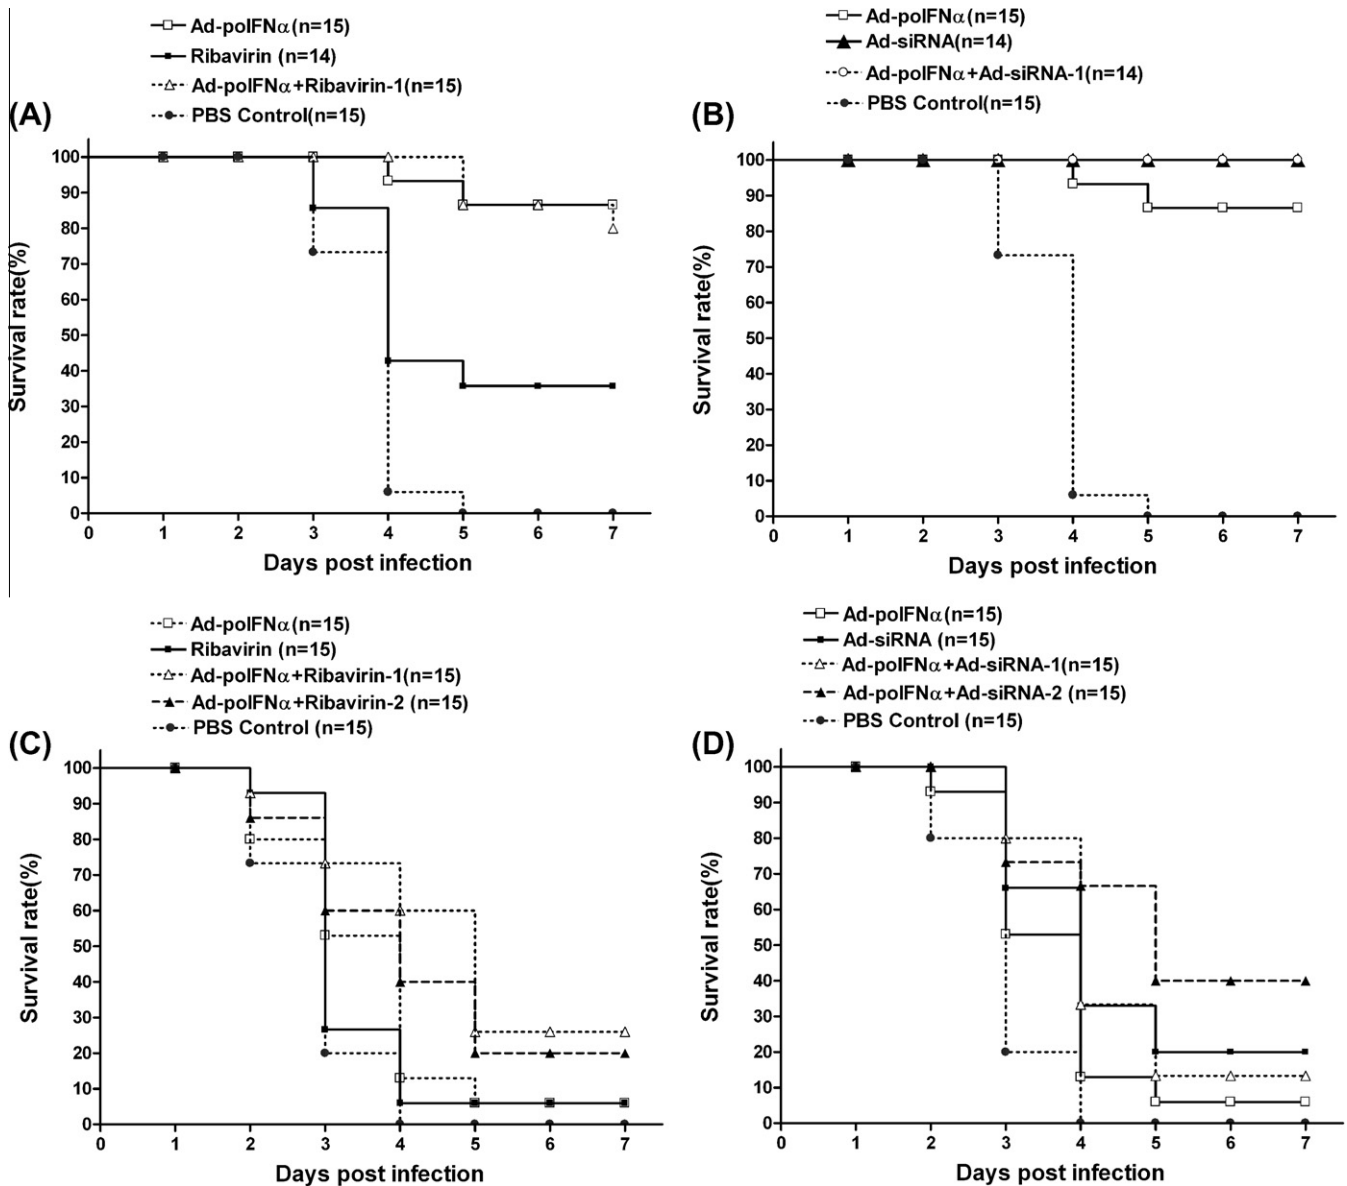 (A)
Ad-poIFNα(n=15)
Ribavirin (n=14)
Ad-poIFNα+Ribavirin-1(n=15)
PBS Control(n=15)
Survival rate(%)
100
90
80
70
60
50
40
30
20
10
0
0 1 2 3 4 5 6 7
Days post infection
(B)
Ad-poIFNα(n=15)
Ad-siRNA(n=14)
Ad-poIFNα+Ad-siRNA-1(n=14)
PBS Control(n=15)
Survival rate(%)
100
90
80
70
60
50
40
30
20
10
0
0 1 2 3 4 5 6 7
Days post infection
(C)
Ad-poIFNα(n=15)
Ribavirin (n=15)
Ad-poIFNα+Ribavirin-1(n=15)
Ad-poIFNα+Ribavirin-2 (n=15)
PBS Control (n=15)
Survival rate(%)
100
90
80
70
60
50
40
30
20
10
0
0 1 2 3 4 5 6 7
Days post infection
(D)
Ad-poIFNα(n=15)
Ad-siRNA (n=15)
Ad-poIFNα+Ad-siRNA-1(n=15)
Ad-poIFNα+Ad-siRNA-2 (n=15)
PBS Control (n=15)
Survival rate(%)
100
90
80
70
60
50
40
30
20
10
0
0 1 2 3 4 5 6 7
Days post infection